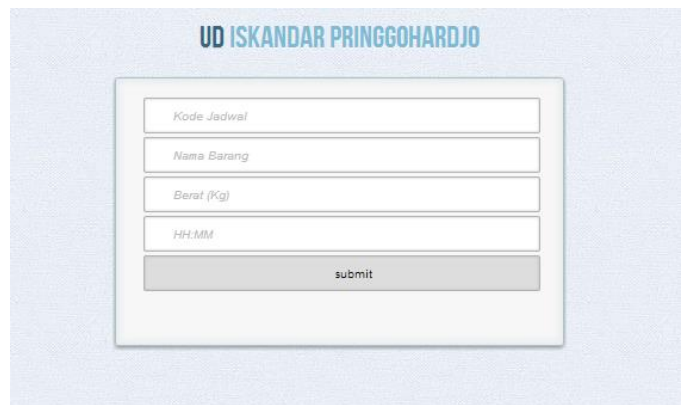 UD ISKANDAR PRINGGOHARDJO
Kode Jadwal
Nama Barang
Berat (Kg)
HH:MM
submit